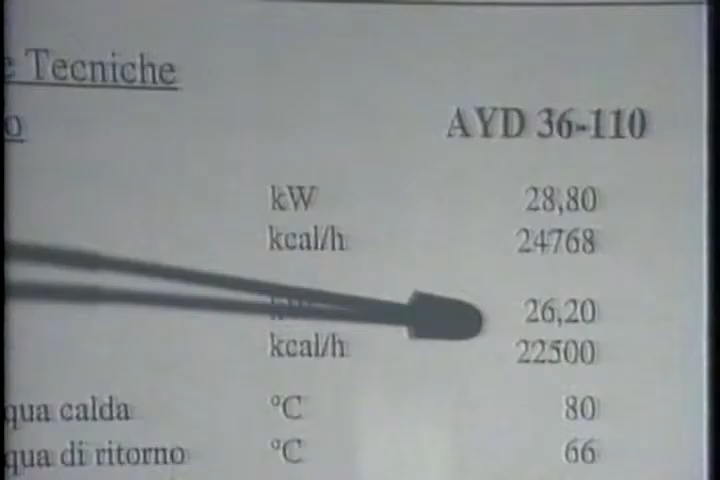 e Tecniche
o AYD 36-110
kW 28,80
kcal/h 24768
26,20
kcal/h 22500
qua calda °C 80
qua di ritorno °C 66